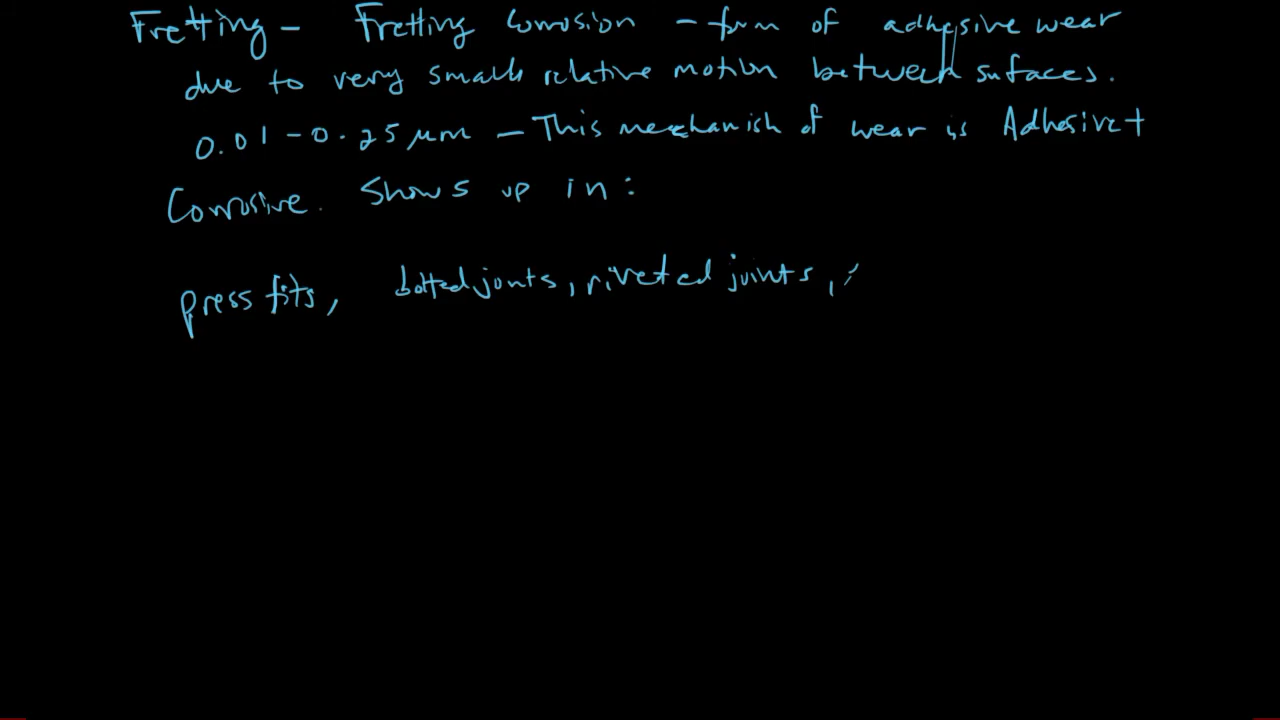 Fretting - Fretting Corrosion - form of adhesive wear
due to very small relative motion between surfaces.
0.01 - 0.25 μm - This mechanish of wear is Adhesive +
Corrosive. Shows up in:
press fits, bolted joints, riveted joints,